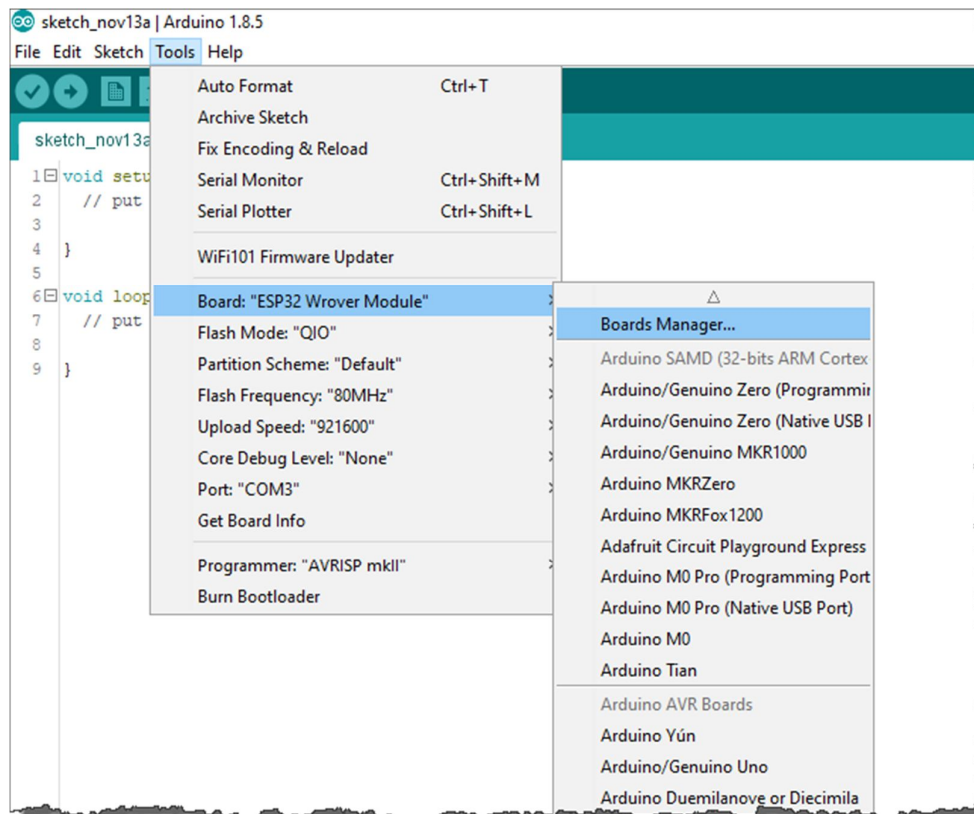 sketch_nov13a | Arduino 1.8.5
File Edit Sketch Tools Help
sketch_nov13a
1 void setu
2 // put
3
4 }
5
6 void loop
7 // put
8
9 }
Auto Format Ctrl+T
Archive Sketch
Fix Encoding & Reload
Serial Monitor Ctrl+Shift+M
Serial Plotter Ctrl+Shift+L
WiFi101 Firmware Updater
Board: "ESP32 Wrover Module"
Flash Mode: "QIO"
Partition Scheme: "Default"
Flash Frequency: "80MHz"
Upload Speed: "921600"
Core Debug Level: "None"
Port: "COM3"
Get Board Info
Programmer: "AVRISP mkII"
Burn Bootloader
Boards Manager...
Arduino SAMD (32-bits ARM Cortex
Arduino/Genuino Zero (Programmin
Arduino/Genuino Zero (Native USB
Arduino/Genuino MKR1000
Arduino MKRZero
Arduino MKRFox1200
Adafruit Circuit Playground Express
Arduino M0 Pro (Programming Port
Arduino M0 Pro (Native USB Port)
Arduino M0
Arduino Tian
Arduino AVR Boards
Arduino Yún
Arduino/Genuino Uno
Arduino Duemilanove or Diecimila